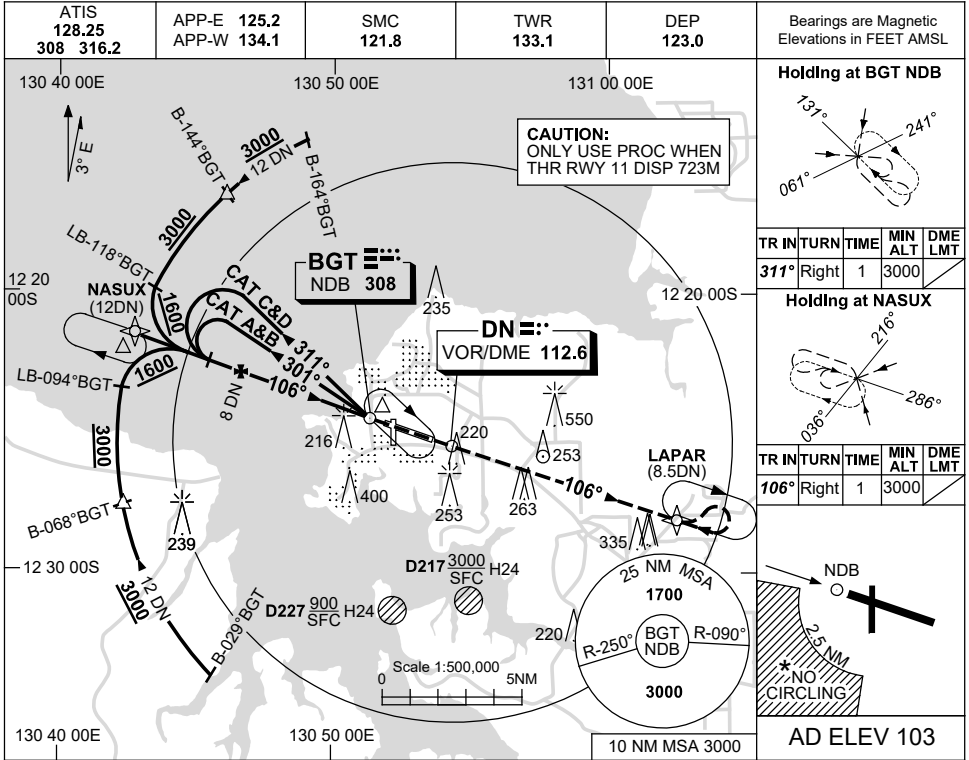 ATIS
128.25
308 316.2
APP-E 125.2
APP-W 134.1
SMC
121.8
TWR
133.1
DEP
123.0
Bearings are Magnetic
Elevations in FEET AMSL
130 40 00E
130 50 00E
131 00 00E
3° E
B-144°BGT
3000
12 DN
B-164°BGT
3000
CAUTION:
ONLY USE PROC WHEN
THR RWY 11 DISP 723M
LB-118°BGT
12 20
00S
NASUX
(12DN)
1600
CAT C&D
CAT A&B
311°
301°
106°
BGT
NDB 308
235
12 20 00S
DN
VOR/DME 112.6
1600
LB-094°BGT
8 DN
216
220
550
253
400
253
263
106°
LAPAR
(8.5DN)
335
3000
B-068°BGT
239
12 30 00S
12 DN
3000
B-029°BGT
D217 3000 H24
SFC
D227 900 H24
SFC
220
25 NM MSA
1700
R-250°
BGT
NDB
R-090°
3000
Scale 1:500,000
0 5NM
130 40 00E
130 50 00E
10 NM MSA 3000
Holding at BGT NDB
131°
241°
061°
TR IN TURN TIME MIN ALT DME LMT
311° Right 1 3000
Holding at NASUX
216°
286°
036°
TR IN TURN TIME MIN ALT DME LMT
106° Right 1 3000
NDB
2.5 NM
*NO
CIRCLING
AD ELEV 103